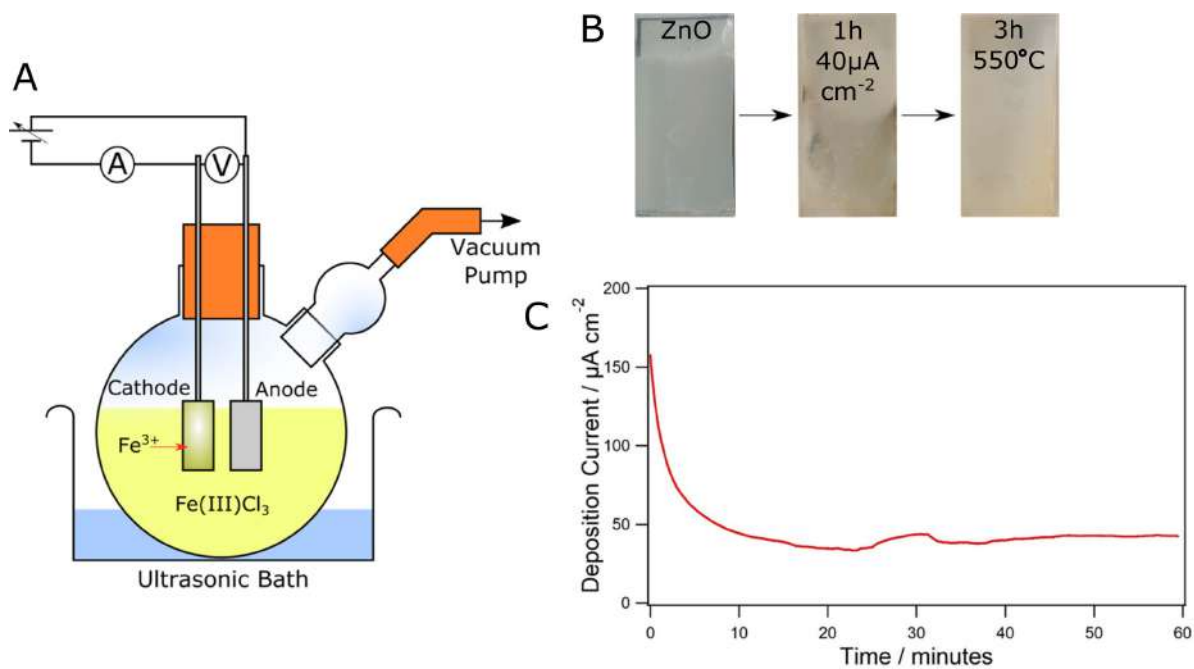 A
A
V
Vacuum
Pump
Cathode
Anode
Fe³⁺
Fe(III)Cl₃
Ultrasonic Bath
B
ZnO
1h
40µA
cm⁻²
3h
550°C
C
Deposition Current / µA cm⁻²
200
150
100
50
0
0 10 20 30 40 50 60
Time / minutes